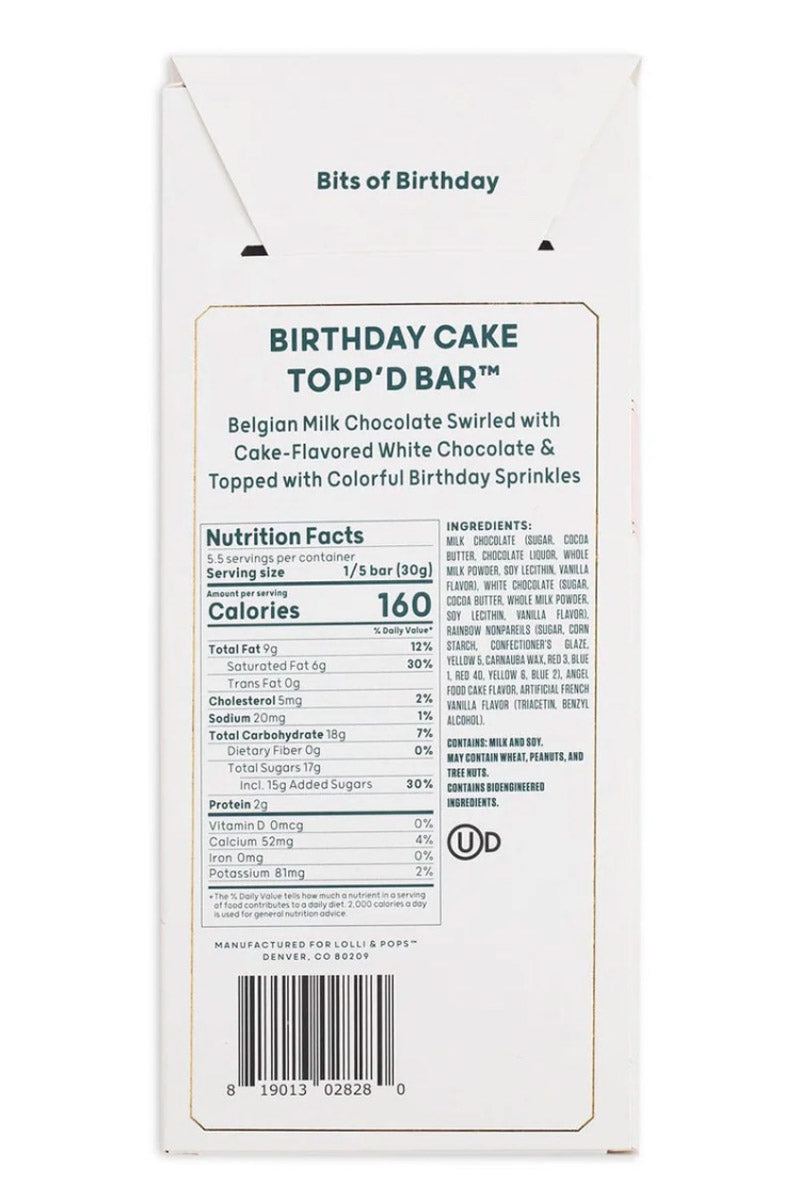 Bits of Birthday
BIRTHDAY CAKE
TOPP'D BAR™
Belgian Milk Chocolate Swirled with
Cake-Flavored White Chocolate &
Topped with Colorful Birthday Sprinkles
Nutrition Facts
5.5 servings per container
Serving size 1/5 bar (30g)
Amount per serving
Calories 160
% Daily Value*
Total Fat 9g 12%
Saturated Fat 6g 30%
Trans Fat 0g
Cholesterol 5mg 2%
Sodium 20mg 1%
Total Carbohydrate 18g 7%
Dietary Fiber 0g 0%
Total Sugars 17g
Incl. 15g Added Sugars 30%
Protein 2g
Vitamin D 0mcg 0%
Calcium 52mg 4%
Iron 0mg 0%
Potassium 81mg 2%
*The % Daily Value tells how much a nutrient in a serving
of food contributes to a daily diet. 2,000 calories a day
is used for general nutrition advice.
INGREDIENTS:
MILK CHOCOLATE (SUGAR, COCOA
BUTTER, CHOCOLATE LIQUOR, WHOLE
MILK POWDER, SOY LECITHIN, VANILLA
FLAVOR), WHITE CHOCOLATE (SUGAR,
COCOA BUTTER, WHOLE MILK POWDER,
SOY LECITHIN, VANILLA FLAVOR),
RAINBOW NONPAREILS (SUGAR, CORN
STARCH, CONFECTIONER'S GLAZE,
YELLOW 5, CARNAUBA WAX, RED 3, BLUE
1, RED 40, YELLOW 6, BLUE 2), ANGEL
FOOD CAKE FLAVOR, ARTIFICIAL FRENCH
VANILLA FLAVOR (TRIACETIN, BENZYL
ALCOHOL).
CONTAINS: MILK AND SOY.
MAY CONTAIN WHEAT, PEANUTS, AND
TREE NUTS.
CONTAINS BIOENGINEERED
INGREDIENTS.
U D
MANUFACTURED FOR LOLLI & POPS™
DENVER, CO 80209
8 19013 02828 0